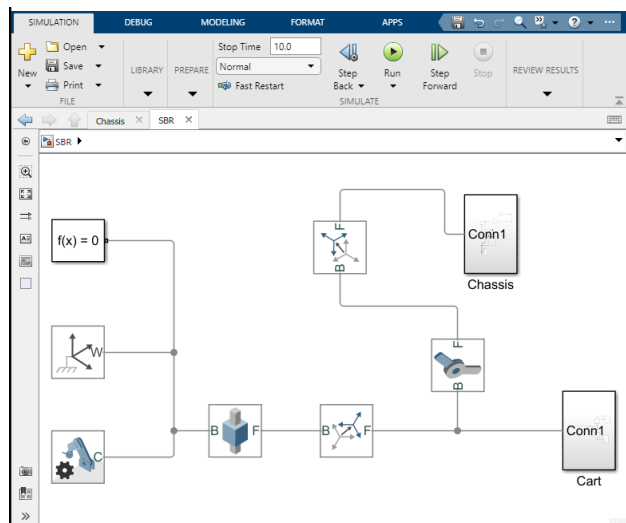 SIMULATION DEBUG MODELING FORMAT APPS
New
Open
Save
Print
FILE
LIBRARY
PREPARE
Stop Time 10.0
Normal
Fast Restart
Step Back
Run
Step Forward
Stop
SIMULATE
REVIEW RESULTS
Chassis
SBR
SBR
f(x) = 0
W
C
B F
B F
F
B
F
B
Conn1
Chassis
Conn1
Cart